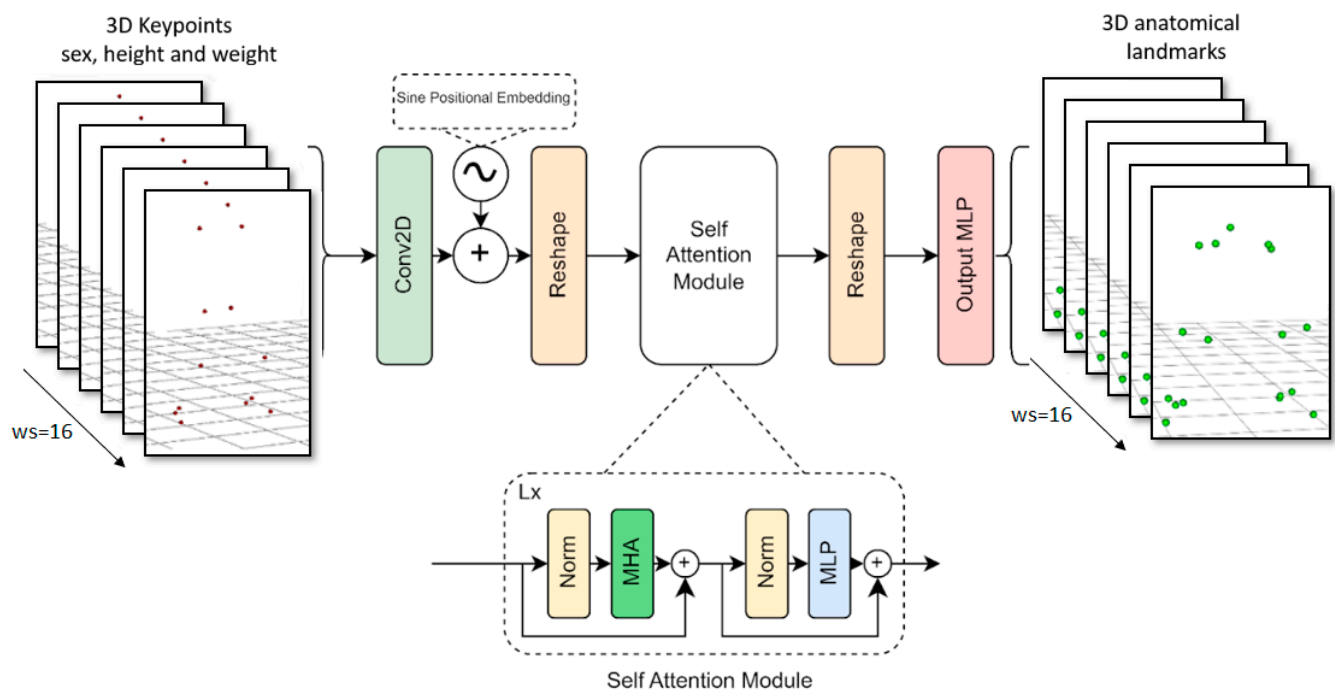 3D Keypoints
sex, height and weight
3D anatomical
landmarks
Sine Positional Embedding
Conv2D
+
Reshape
Self
Attention
Module
Reshape
Output MLP
ws=16
ws=16
Lx
Norm
MHA
+
Norm
MLP
+
Self Attention Module